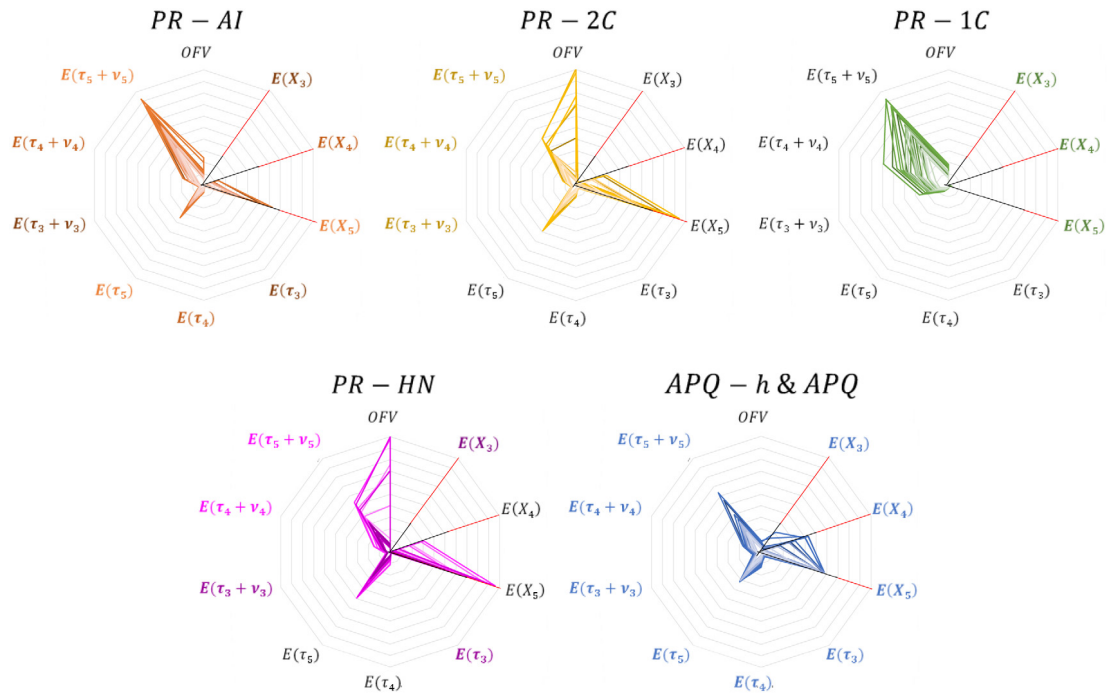 PR − AI
OFV
E(X₃)
E(X₄)
E(X₅)
E(τ₃)
E(τ₄)
E(τ₅)
E(τ₃ + ν₃)
E(τ₄ + ν₄)
E(τ₅ + ν₅)
PR − 2C
OFV
E(X₃)
E(X₄)
E(X₅)
E(τ₃)
E(τ₄)
E(τ₅)
E(τ₃ + ν₃)
E(τ₄ + ν₄)
E(τ₅ + ν₅)
PR − 1C
OFV
E(X₃)
E(X₄)
E(X₅)
E(τ₃)
E(τ₄)
E(τ₅)
E(τ₃ + ν₃)
E(τ₄ + ν₄)
E(τ₅ + ν₅)
PR − HN
OFV
E(X₃)
E(X₄)
E(X₅)
E(τ₃)
E(τ₄)
E(τ₅)
E(τ₃ + ν₃)
E(τ₄ + ν₄)
E(τ₅ + ν₅)
APQ − h & APQ
OFV
E(X₃)
E(X₄)
E(X₅)
E(τ₃)
E(τ₄)
E(τ₅)
E(τ₃ + ν₃)
E(τ₄ + ν₄)
E(τ₅ + ν₅)